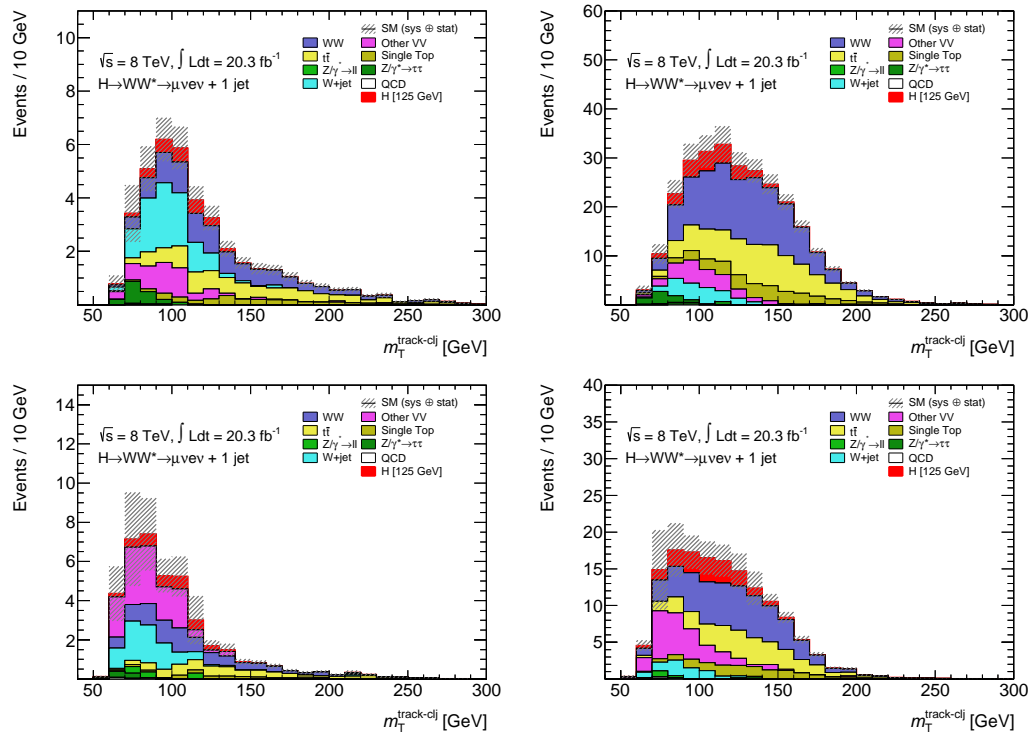 Events / 10 GeV
10
8
6
4
2
√s = 8 TeV, ∫ Ldt = 20.3 fb⁻¹
H→WW*→μνeν + 1 jet
WW
tt̄
Z/γ*→ll
W+jet
SM (sys ⊕ stat)
Other VV
Single Top
Z/γ*→ττ
QCD
H [125 GeV]
50 100 150 200 250 300
m_T^track-clj [GeV]
Events / 10 GeV
60
50
40
30
20
10
√s = 8 TeV, ∫ Ldt = 20.3 fb⁻¹
H→WW*→μνeν + 1 jet
WW
tt̄
Z/γ*→ll
W+jet
SM (sys ⊕ stat)
Other VV
Single Top
Z/γ*→ττ
QCD
H [125 GeV]
50 100 150 200 250 300
m_T^track-clj [GeV]
Events / 10 GeV
14
12
10
8
6
4
2
√s = 8 TeV, ∫ Ldt = 20.3 fb⁻¹
H→WW*→μνeν + 1 jet
WW
tt̄
Z/γ*→ll
W+jet
SM (sys ⊕ stat)
Other VV
Single Top
Z/γ*→ττ
QCD
H [125 GeV]
50 100 150 200 250 300
m_T^track-clj [GeV]
Events / 10 GeV
40
35
30
25
20
15
10
5
√s = 8 TeV, ∫ Ldt = 20.3 fb⁻¹
H→WW*→μνeν + 1 jet
WW
tt̄
Z/γ*→ll
W+jet
SM (sys ⊕ stat)
Other VV
Single Top
Z/γ*→ττ
QCD
H [125 GeV]
50 100 150 200 250 300
m_T^track-clj [GeV]